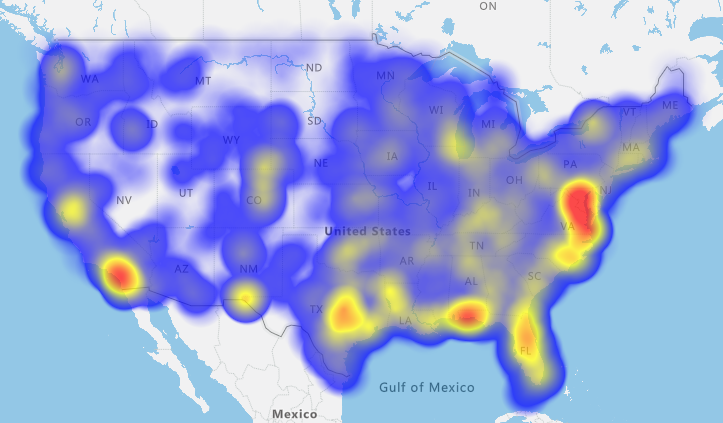 ON
WA
MT
ND
MN
ME
VT
OR
ID
SD
WI
MI
MA
WY
NE
IA
PA
NV
UT
CO
IL
IN
OH
NJ
VA
United States
AZ
NM
AR
TN
TX
LA
AL
SC
FL
Gulf of Mexico
Mexico